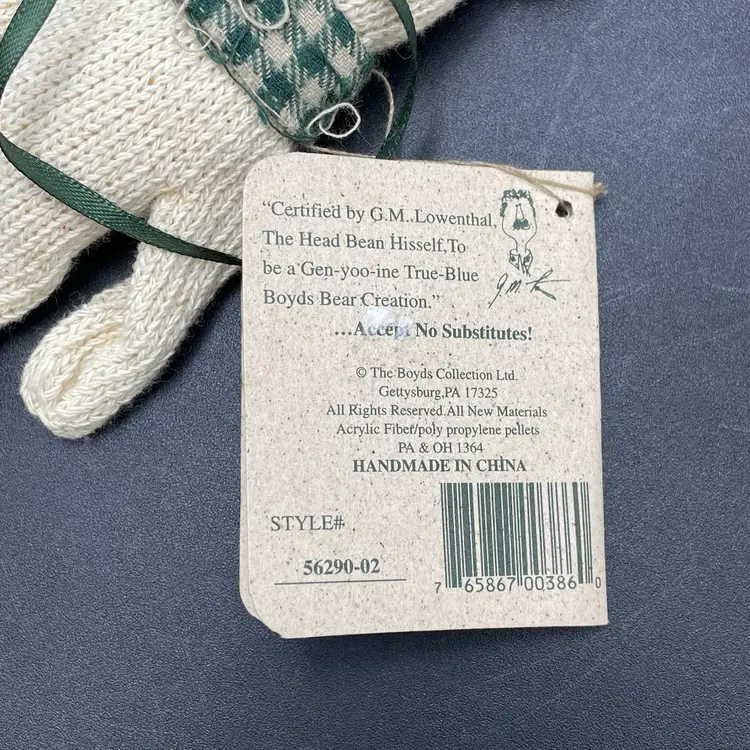 “Certified by G.M. Lowenthal,
The Head Bean Hisself,To
be a Gen-yoo-ine True-Blue
Boyds Bear Creation.”
...Accept No Substitutes!
© The Boyds Collection Ltd.
Gettysburg,PA 17325
All Rights Reserved.All New Materials
Acrylic Fiber/poly propylene pellets
PA & OH 1364
HANDMADE IN CHINA
STYLE#
56290-02
7 65867 00386 0